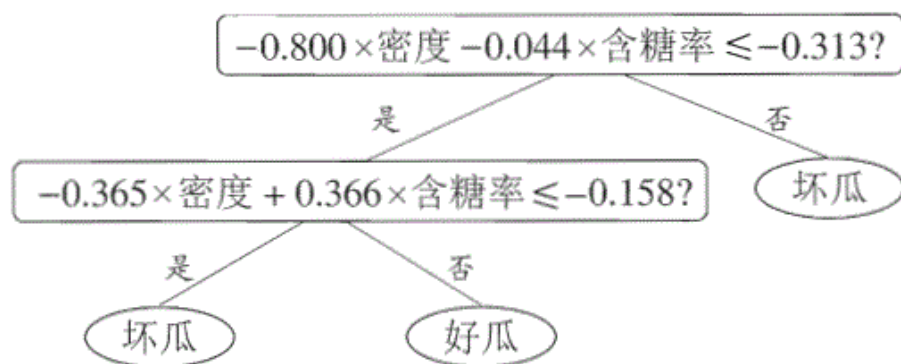 -0.800×密度-0.044×含糖率≤-0.313?
是
否
-0.365×密度+0.366×含糖率≤-0.158?
坏瓜
是
否
坏瓜
好瓜